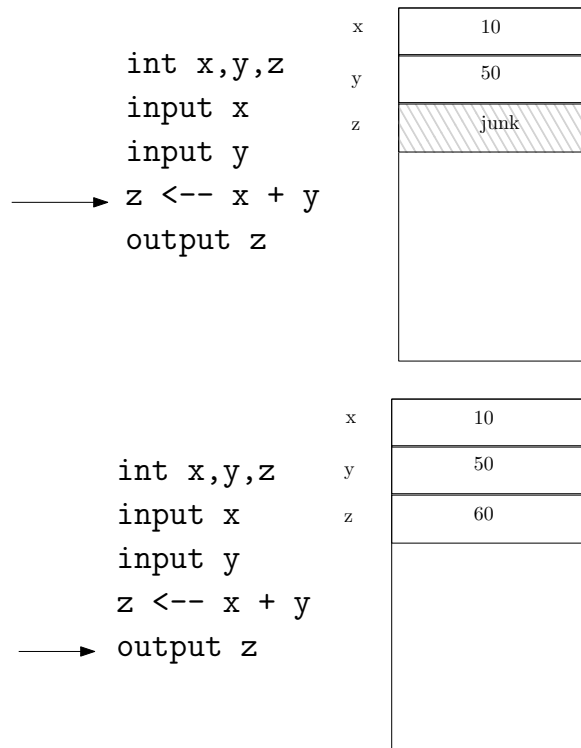 x 10
int x,y,z
y 50
input x
z junk
input y
z <-- x + y
output z
x 10
int x,y,z
y 50
input x
z 60
input y
z <-- x + y
output z